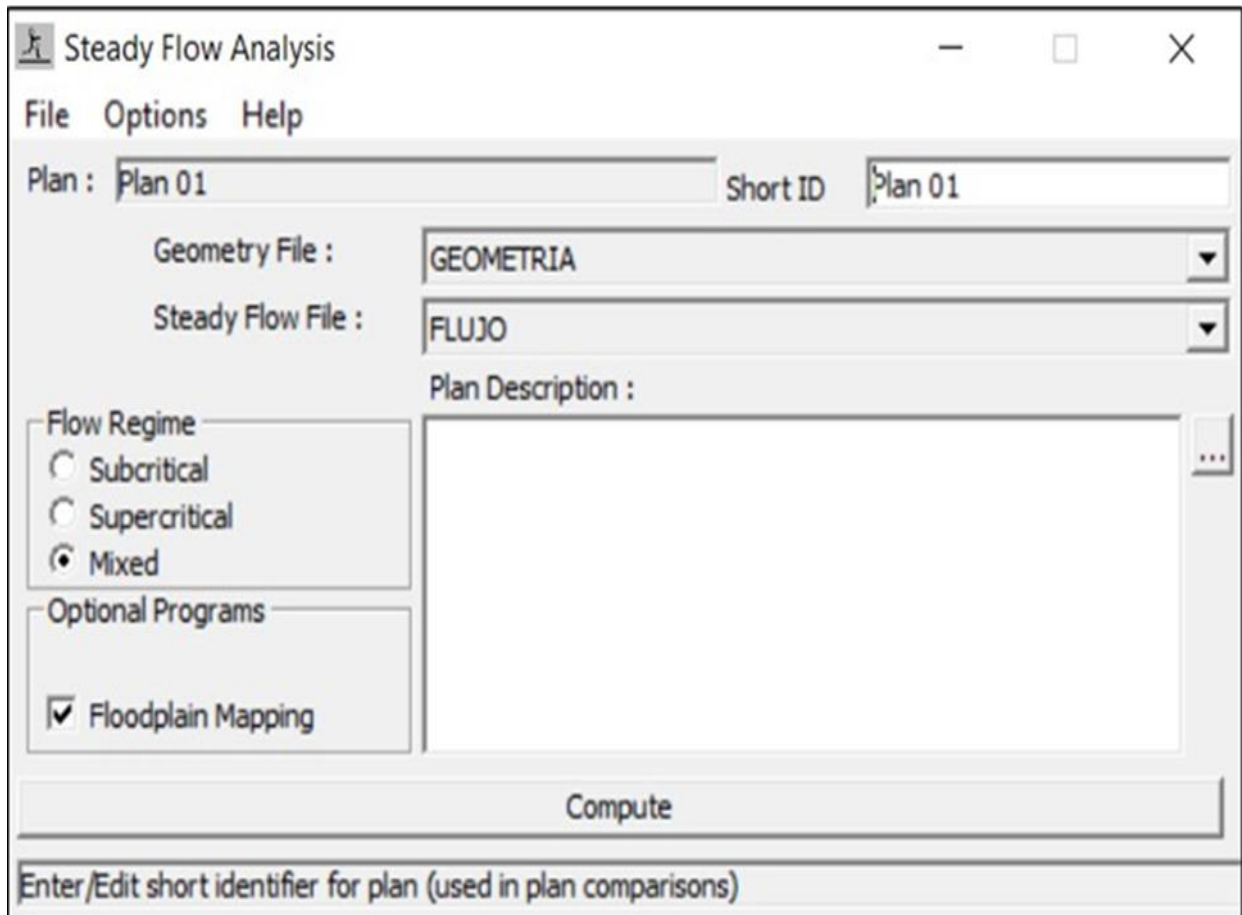 Steady Flow Analysis
File Options Help
Plan : Plan 01 Short ID Plan 01
Geometry File : GEOMETRIA
Steady Flow File : FLUJO
Plan Description :
Flow Regime
Subcritical
Supercritical
Mixed
...
Optional Programs
Floodplain Mapping
Compute
Enter/Edit short identifier for plan (used in plan comparisons)